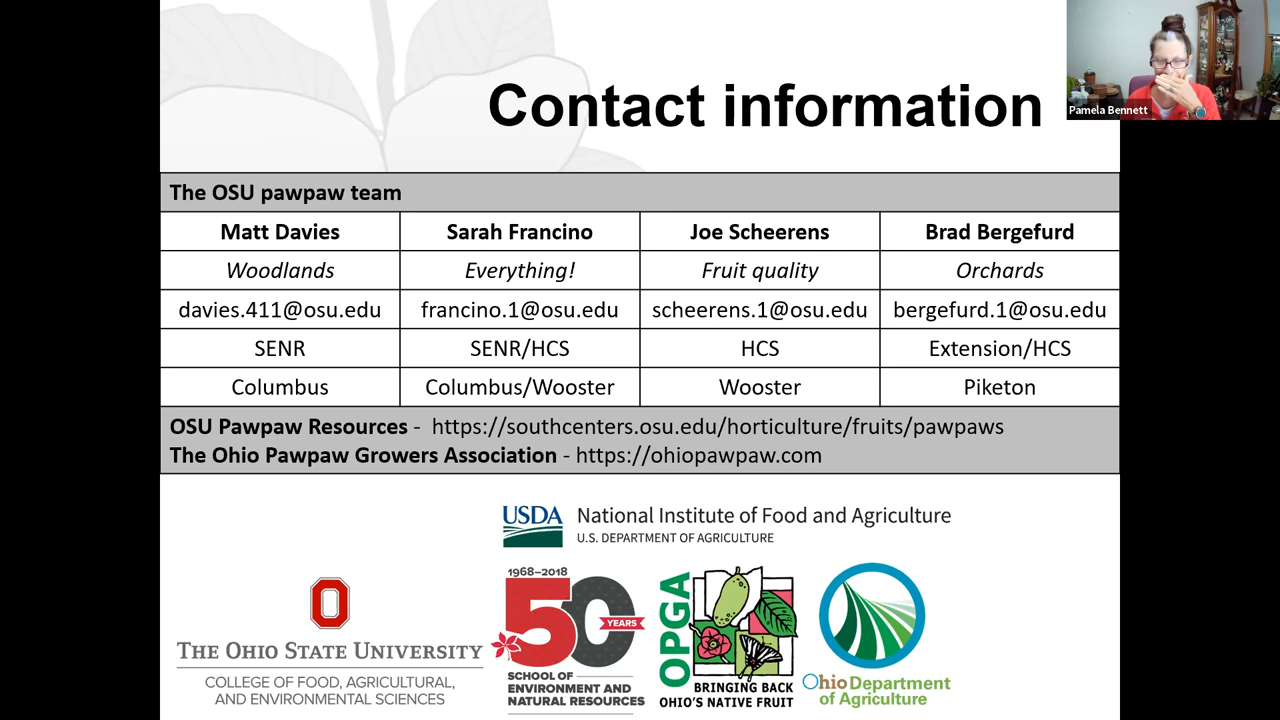 Contact information
Pamela Bennett
The OSU pawpaw team
Matt Davies Sarah Francino Joe Scheerens Brad Bergefurd
Woodlands Everything! Fruit quality Orchards
davies.411@osu.edu francino.1@osu.edu scheerens.1@osu.edu bergefurd.1@osu.edu
SENR SENR/HCS HCS Extension/HCS
Columbus Columbus/Wooster Wooster Piketon
OSU Pawpaw Resources - https://southcenters.osu.edu/horticulture/fruits/pawpaws
The Ohio Pawpaw Growers Association - https://ohiopawpaw.com
USDA National Institute of Food and Agriculture
U.S. DEPARTMENT OF AGRICULTURE
THE OHIO STATE UNIVERSITY
COLLEGE OF FOOD, AGRICULTURAL,
AND ENVIRONMENTAL SCIENCES
1968–2018
50
YEARS
SCHOOL OF
ENVIRONMENT AND
NATURAL RESOURCES
OPGA
BRINGING BACK
OHIO'S NATIVE FRUIT
Ohio Department
of Agriculture